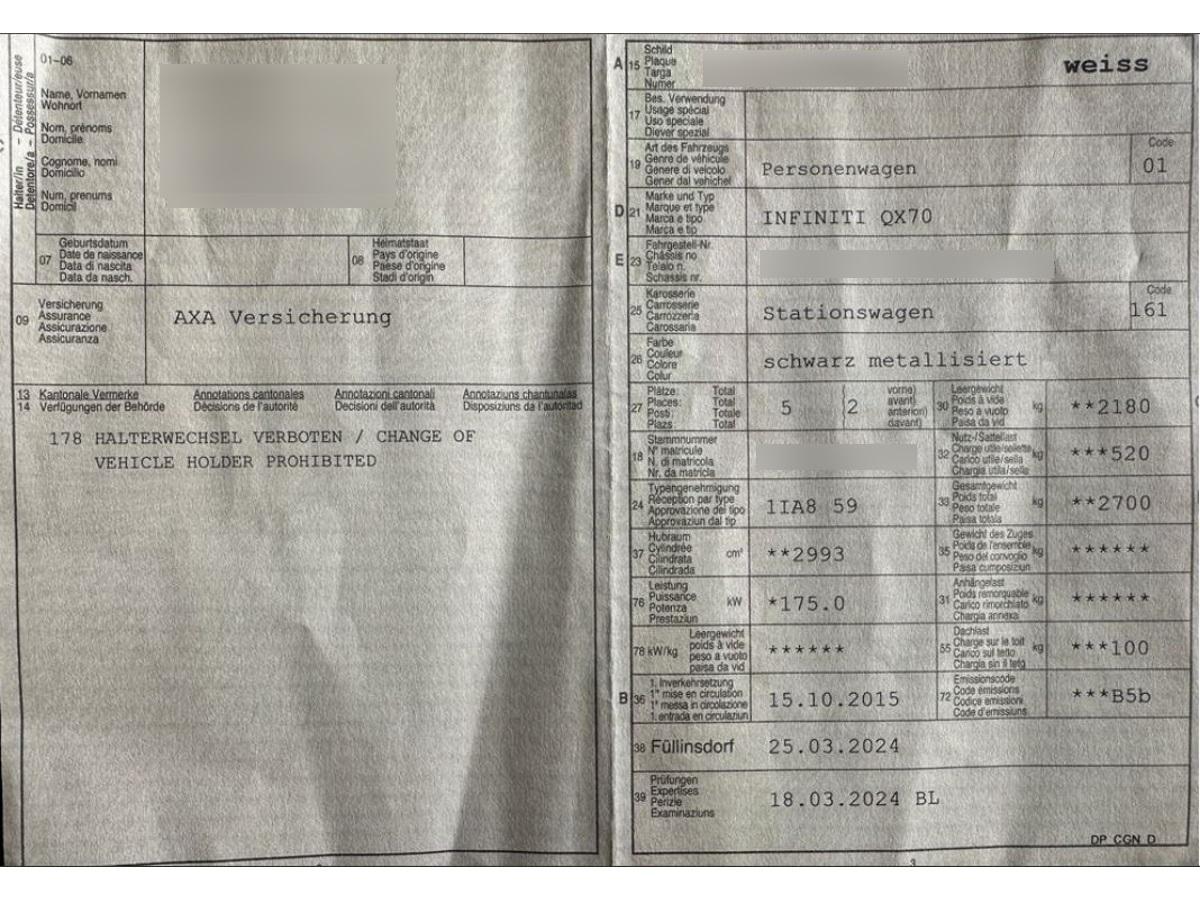 Halter/in – Détenteur/euse
Detentore/a – Possessur/a
01-06
Name, Vornamen
Wohnort
Nom, prénoms
Domicile
Cognome, nomi
Domicilio
Num, prenums
Domicil
07
Geburtsdatum
Date de naissance
Data di nascita
Data da nasch.
08
Heimatstaat
Pays d'origine
Paese d'origine
Stadi d'origin
09
Versicherung
Assurance
Assicurazione
Assicuranza
AXA Versicherung
13 Kantonale Vermerke Annotations cantonales Annotazioni cantonali Annotaziuns chantunalas
14 Verfügungen der Behörde Décisions de l'autorité Decisioni dell'autorità Disposiziuns da l'autoritad
178 HALTERWECHSEL VERBOTEN / CHANGE OF
VEHICLE HOLDER PROHIBITED
A 15
Schild
Plaque
Targa
Numer
weiss
17
Bes. Verwendung
Usage spécial
Uso speciale
Diever spezial
19
Art des Fahrzeugs
Genre de véhicule
Genere di veicolo
Gener dal vehichel
Personenwagen
Code
01
D 21
Marke und Typ
Marque et type
Marca e tipo
Marca e tip
INFINITI QX70
E 23
Fahrgestell-Nr.
Châssis no
Telaio n.
Schassis nr.
25
Karosserie
Carrosserie
Carrozzeria
Carossaria
Stationswagen
Code
161
26
Farbe
Couleur
Colore
Colur
schwarz metallisiert
27
Plätze: Total
Places: Total
Posti: Totale
Plazs: Total
5 (2
vorne)
avant)
anteriori)
davant)
30
Leergewicht
Poids à vide
Peso a vuoto
Paisa da vid
kg
**2180
18
Stammnummer
N° matricule
N. di matricola
Nr. da matricla
32
Nutz-/Sattellast
Charge utile/sellette
Carico utile/sella
Chargia utila/sella
kg
***520
24
Typengenehmigung
Réception par type
Approvazione del tipo
Approvaziun dal tip
1IA8 59
33
Gesamtgewicht
Poids total
Peso totale
Paisa totala
kg
**2700
37
Hubraum
Cylindrée
Cilindrata
Cilindrada
cm³
**2993
35
Gewicht des Zuges
Poids de l'ensemble
Peso del convoglio
Paisa cumposiziun
kg
******
76
Leistung
Puissance
Potenza
Prestaziun
kW
*175.0
31
Anhängelast
Poids remorquable
Carico rimorchiato
Chargia annexa
kg
******
78 kW/kg
Leergewicht
poids à vide
peso a vuoto
paisa da vid
******
55
Dachlast
Charge sur le toit
Carico sul tetto
Chargia sin il tetg
kg
***100
B 36
1. Inverkehrsetzung
1re mise en circulation
1a messa in circolazione
1. entrada en circulaziun
15.10.2015
72
Emissionscode
Code émissions
Codice emissioni
Code d'emissiuns
***B5b
38 Füllinsdorf 25.03.2024
39
Prüfungen
Expertises
Perizie
Examinaziuns
18.03.2024 BL
DP CGN D
3